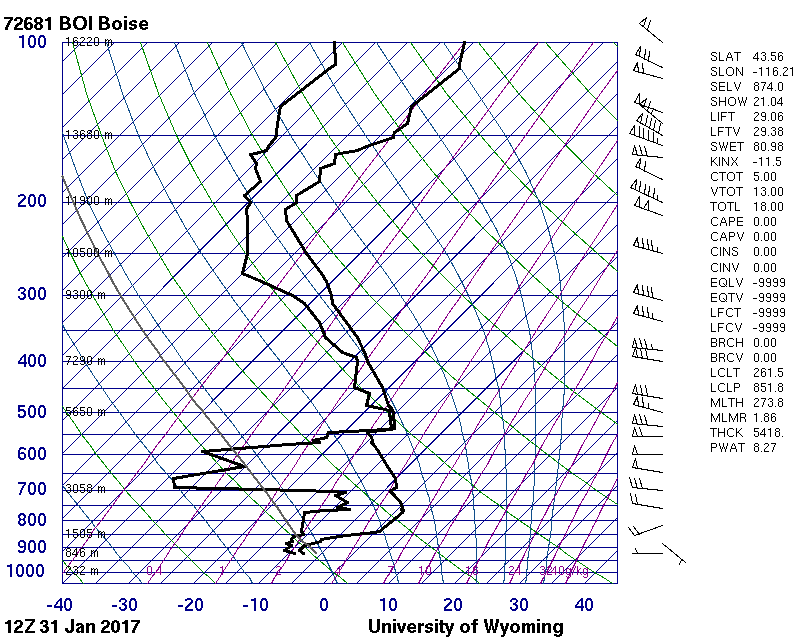 72681 BOI Boise
100
16220 m
13680 m
200
11900 m
10500 m
300
9300 m
400
7290 m
500
5650 m
600
700
3058 m
800
1505 m
900
846 m
1000
232 m
0.4
1
2
4
7
10
16
24
32
40g/kg
-40
-30
-20
-10
0
10
20
30
40
12Z 31 Jan 2017
University of Wyoming
SLAT 43.56
SLON -116.21
SELV 874.0
SHOW 21.04
LIFT 29.06
LFTV 29.38
SWET 80.98
KINX -11.5
CTOT 5.00
VTOT 13.00
TOTL 18.00
CAPE 0.00
CAPV 0.00
CINS 0.00
CINV 0.00
EQLV -9999
EQTV -9999
LFCT -9999
LFCV -9999
BRCH 0.00
BRCV 0.00
LCLT 261.5
LCLP 851.8
MLTH 273.8
MLMR 1.86
THCK 5418.
PWAT 8.27